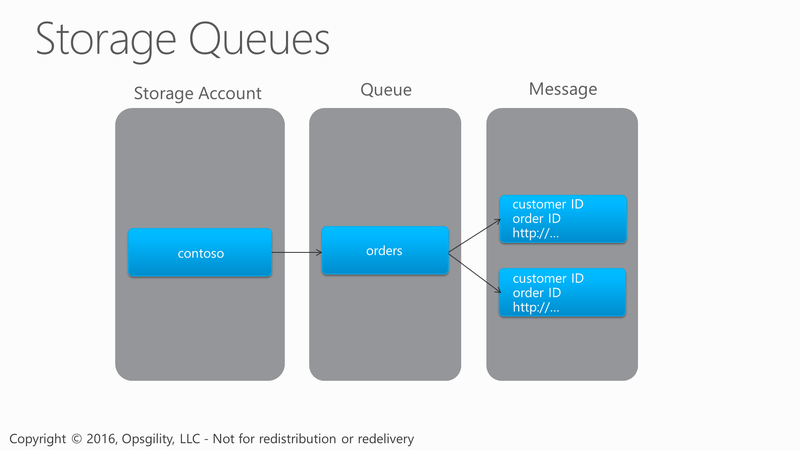 Storage Queues
Storage Account
Queue
Message
contoso
orders
customer ID
order ID
http://...
customer ID
order ID
http://...
Copyright © 2016, Opsgility, LLC - Not for redistribution or redelivery